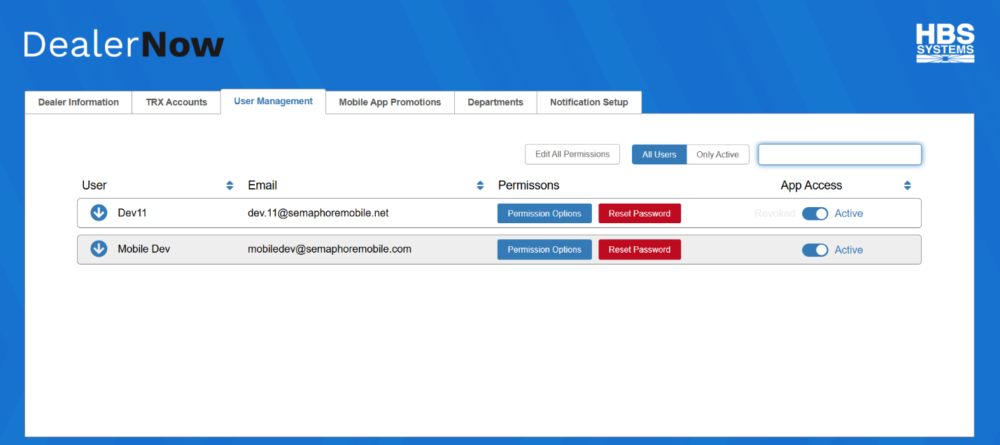 DealerNow
HBS
SYSTEMS
Dealer Information TRX Accounts User Management Mobile App Promotions Departments Notification Setup
Edit All Permissions All Users Only Active
User Email Permissons App Access
Dev11 dev.11@semaphoremobile.net Permission Options Reset Password Revoked Active
Mobile Dev mobiledev@semaphoremobile.com Permission Options Reset Password Active